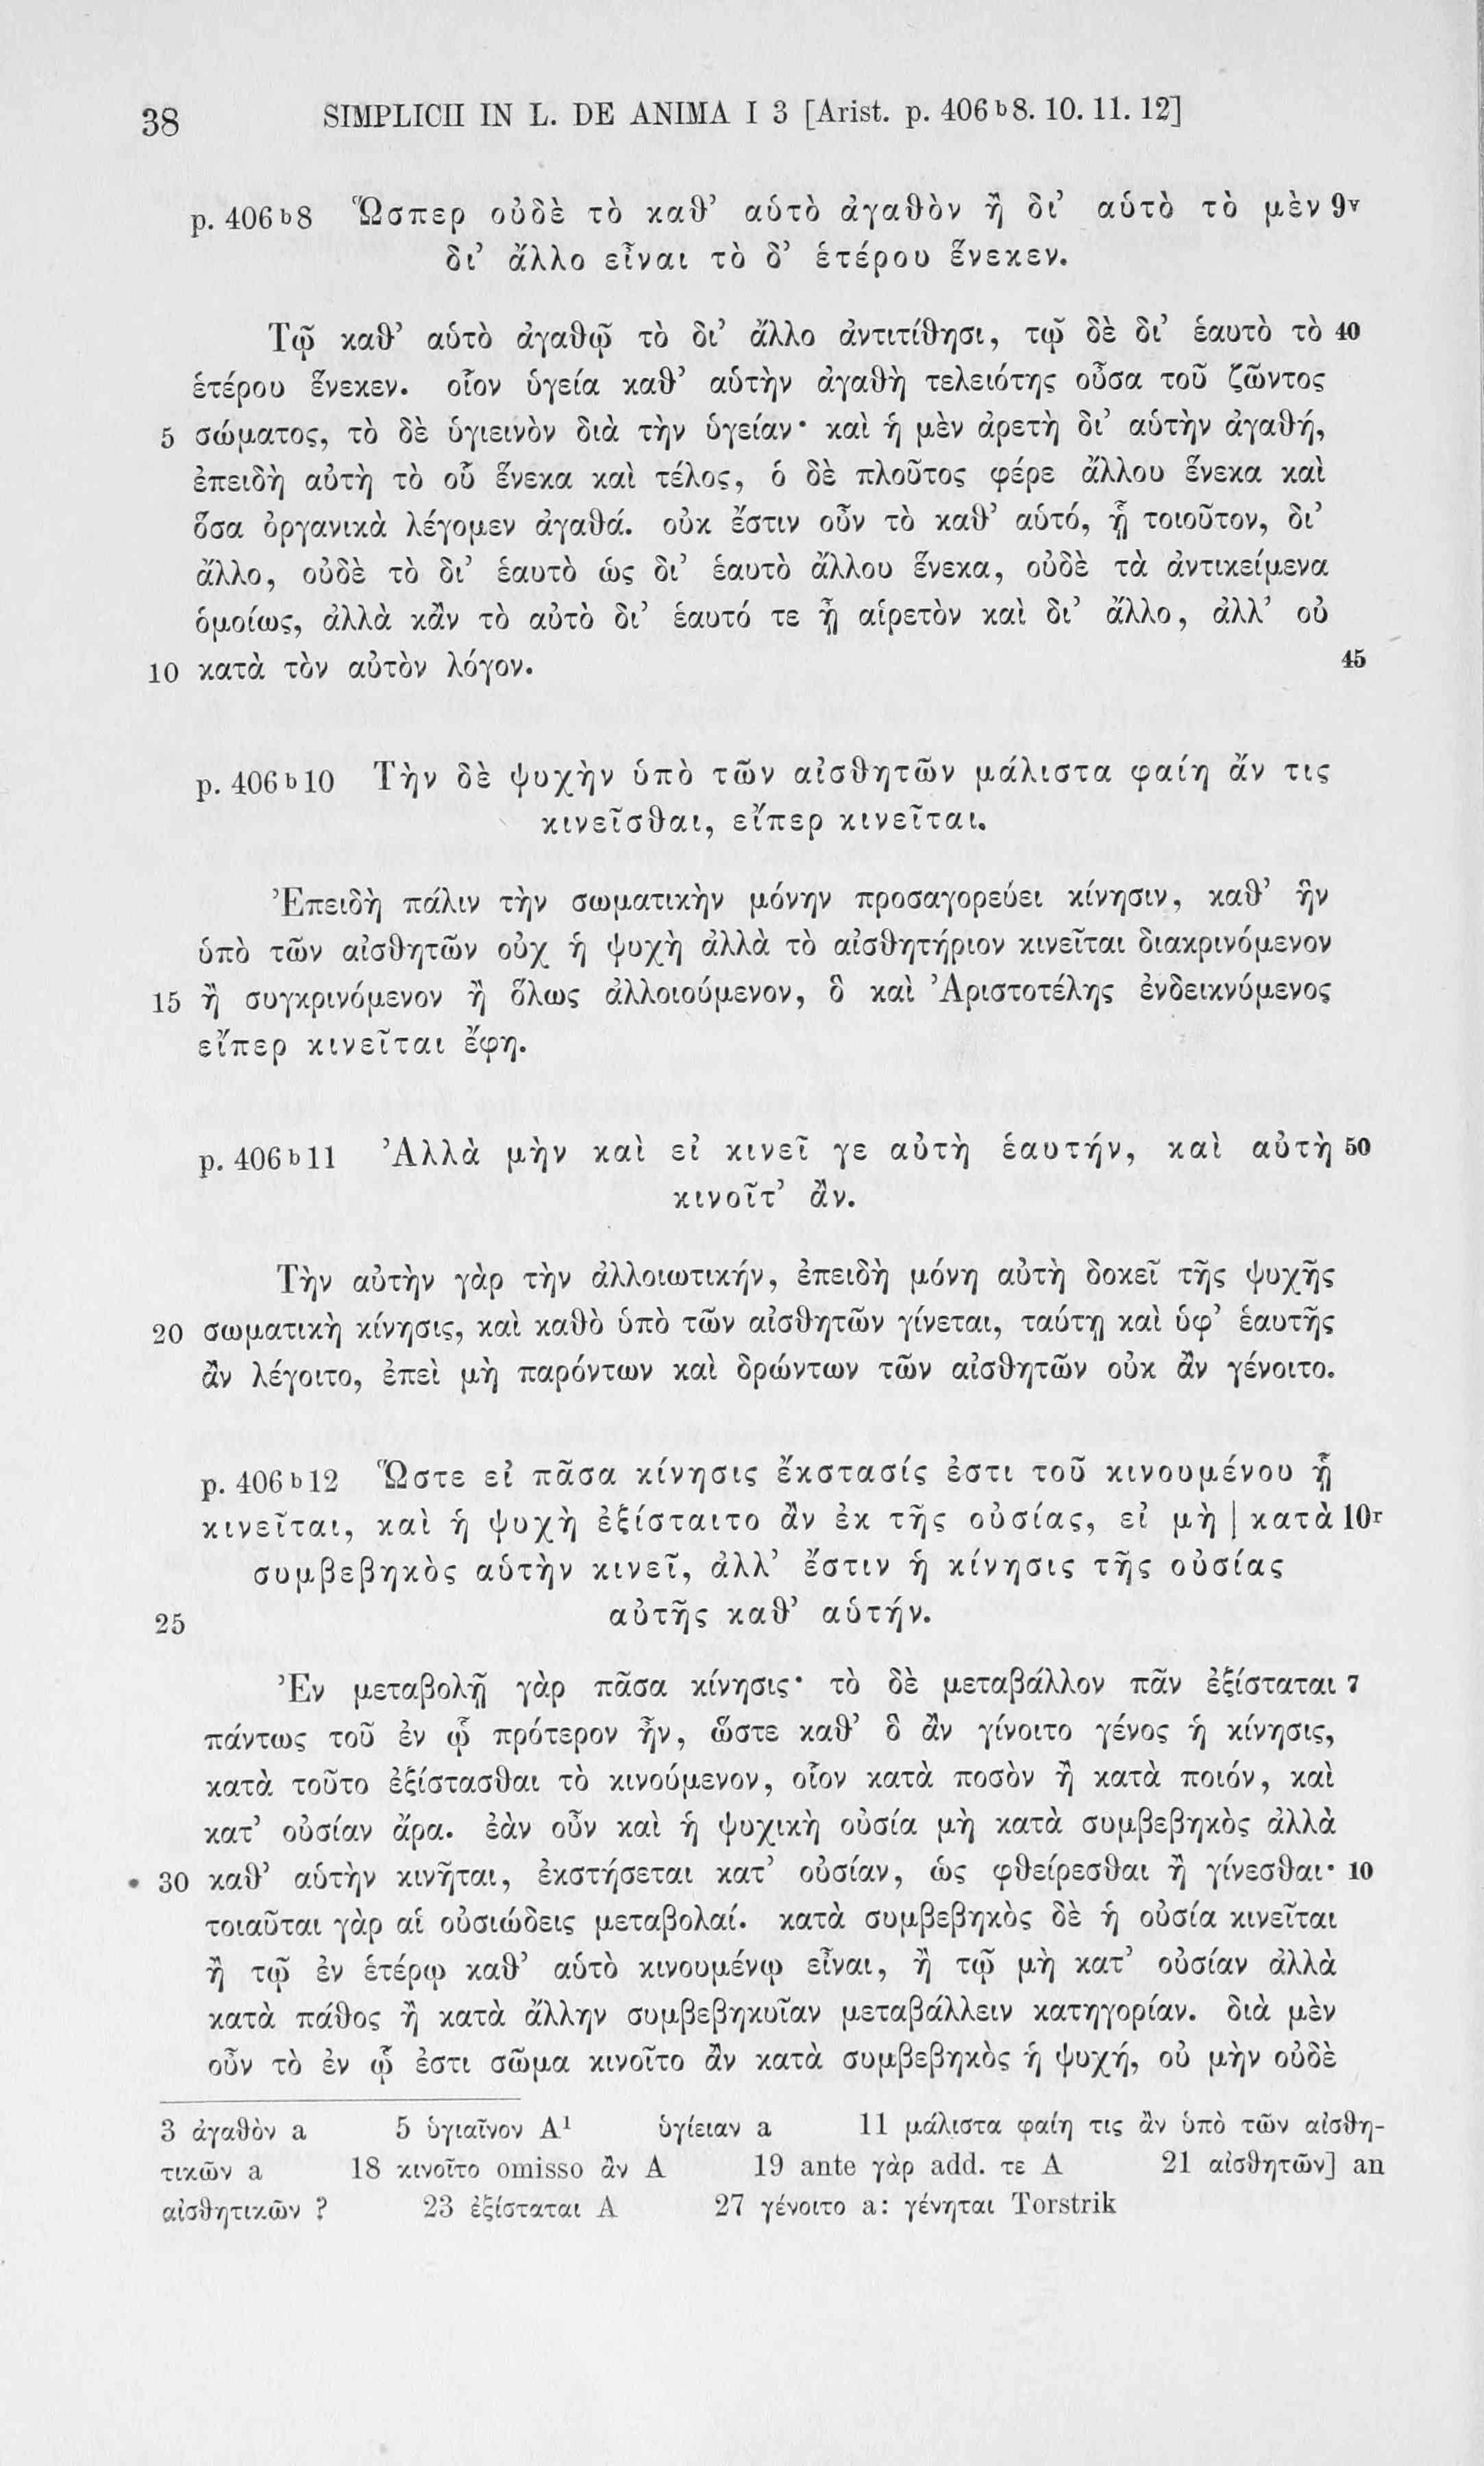 38 SIMPLICII IN L. DE ANIMA I 3 [Arist. p. 406 b 8. 10. 11. 12]
p. 406 b 8 Ὥσπερ οὐδὲ τὸ καθ’ αὑτὸ ἀγαθὸν ἢ δι’ αὑτὸ τὸ μὲν 9v
δι’ ἄλλο εἶναι τὸ δ’ ἑτέρου ἕνεκεν.
Τῷ καθ’ αὑτὸ ἀγαθῷ τὸ δι’ ἄλλο ἀντιτίθησι, τῷ δὲ δι’ ἑαυτὸ τὸ 40
ἑτέρου ἕνεκεν. οἷον ὑγεία καθ’ αὑτὴν ἀγαθὴ τελειότης οὖσα τοῦ ζῶντος
5 σώματος, τὸ δὲ ὑγιεινὸν διὰ τὴν ὑγείαν· καὶ ἡ μὲν ἀρετὴ δι’ αὑτὴν ἀγαθή,
ἐπειδὴ αὐτὴ τὸ οὗ ἕνεκα καὶ τέλος, ὁ δὲ πλοῦτος φέρε ἄλλου ἕνεκα καὶ
ὅσα ὀργανικὰ λέγομεν ἀγαθά. οὐκ ἔστιν οὖν τὸ καθ’ αὑτό, ᾗ τοιοῦτον, δι’
ἄλλο, οὐδὲ τὸ δι’ ἑαυτὸ ὡς δι’ ἑαυτὸ ἄλλου ἕνεκα, οὐδὲ τὰ ἀντικείμενα
ὁμοίως, ἀλλὰ κἂν τὸ αὐτὸ δι’ ἑαυτό τε ᾖ αἱρετὸν καὶ δι’ ἄλλο, ἀλλ’ οὐ
10 κατὰ τὸν αὐτὸν λόγον. 45
p. 406 b 10 Τὴν δὲ ψυχὴν ὑπὸ τῶν αἰσθητῶν μάλιστα φαίη ἄν τις
κινεῖσθαι, εἴπερ κινεῖται.
Ἐπειδὴ πάλιν τὴν σωματικὴν μόνην προσαγορεύει κίνησιν, καθ’ ἣν
ὑπὸ τῶν αἰσθητῶν οὐχ ἡ ψυχὴ ἀλλὰ τὸ αἰσθητήριον κινεῖται διακρινόμενον
15 ἢ συγκρινόμενον ἢ ὅλως ἀλλοιούμενον, ὃ καὶ Ἀριστοτέλης ἐνδεικνύμενος
εἴπερ κινεῖται ἔφη.
p. 406 b 11 Ἀλλὰ μὴν καὶ εἰ κινεῖ γε αὐτὴ ἑαυτήν, καὶ αὐτὴ 50
κινοῖτ’ ἄν.
Τὴν αὐτὴν γὰρ τὴν ἀλλοιωτικήν, ἐπειδὴ μόνη αὐτὴ δοκεῖ τῆς ψυχῆς
20 σωματικὴ κίνησις, καὶ καθὸ ὑπὸ τῶν αἰσθητῶν γίνεται, ταύτῃ καὶ ὑφ’ ἑαυτῆς
ἂν λέγοιτο, ἐπεὶ μὴ παρόντων καὶ δρώντων τῶν αἰσθητῶν οὐκ ἂν γένοιτο.
p. 406 b 12 Ὥστε εἰ πᾶσα κίνησις ἔκστασίς ἐστι τοῦ κινουμένου ᾗ
κινεῖται, καὶ ἡ ψυχὴ ἐξίσταιτο ἂν ἐκ τῆς οὐσίας, εἰ μὴ | κατὰ 10r
συμβεβηκὸς αὑτὴν κινεῖ, ἀλλ’ ἔστιν ἡ κίνησις τῆς οὐσίας
25 αὐτῆς καθ’ αὑτήν.
Ἐν μεταβολῇ γὰρ πᾶσα κίνησις· τὸ δὲ μεταβάλλον πᾶν ἐξίσταται 7
πάντως τοῦ ἐν ᾧ πρότερον ἦν, ὥστε καθ’ ὃ ἂν γίνοιτο γένος ἡ κίνησις,
κατὰ τοῦτο ἐξίστασθαι τὸ κινούμενον, οἷον κατὰ ποσὸν ἢ κατὰ ποιόν, καὶ
κατ’ οὐσίαν ἄρα. ἐὰν οὖν καὶ ἡ ψυχικὴ οὐσία μὴ κατὰ συμβεβηκὸς ἀλλὰ
30 καθ’ αὑτὴν κινῆται, ἐκστήσεται κατ’ οὐσίαν, ὡς φθείρεσθαι ἢ γίνεσθαι· 10
τοιαῦται γὰρ αἱ οὐσιώδεις μεταβολαί. κατὰ συμβεβηκὸς δὲ ἡ οὐσία κινεῖται
ἢ τῷ ἐν ἑτέρῳ καθ’ αὑτὸ κινουμένῳ εἶναι, ἢ τῷ μὴ κατ’ οὐσίαν ἀλλὰ
κατὰ πάθος ἢ κατὰ ἄλλην συμβεβηκυῖαν μεταβάλλειν κατηγορίαν. διὰ μὲν
οὖν τὸ ἐν ᾧ ἐστι σῶμα κινοῖτο ἂν κατὰ συμβεβηκὸς ἡ ψυχή, οὐ μὴν οὐδὲ
3 ἀγαθὸν a 5 ὑγιαῖνον A¹ ὑγίειαν a 11 μάλιστα φαίη τις ἂν ὑπὸ τῶν αἰσθη-
τικῶν a 18 κινοῖτο omisso ἂν A 19 ante γὰρ add. τε A 21 αἰσθητῶν] an
αἰσθητικῶν ? 23 ἐξίσταται A 27 γένοιτο a: γένηται Torstrik